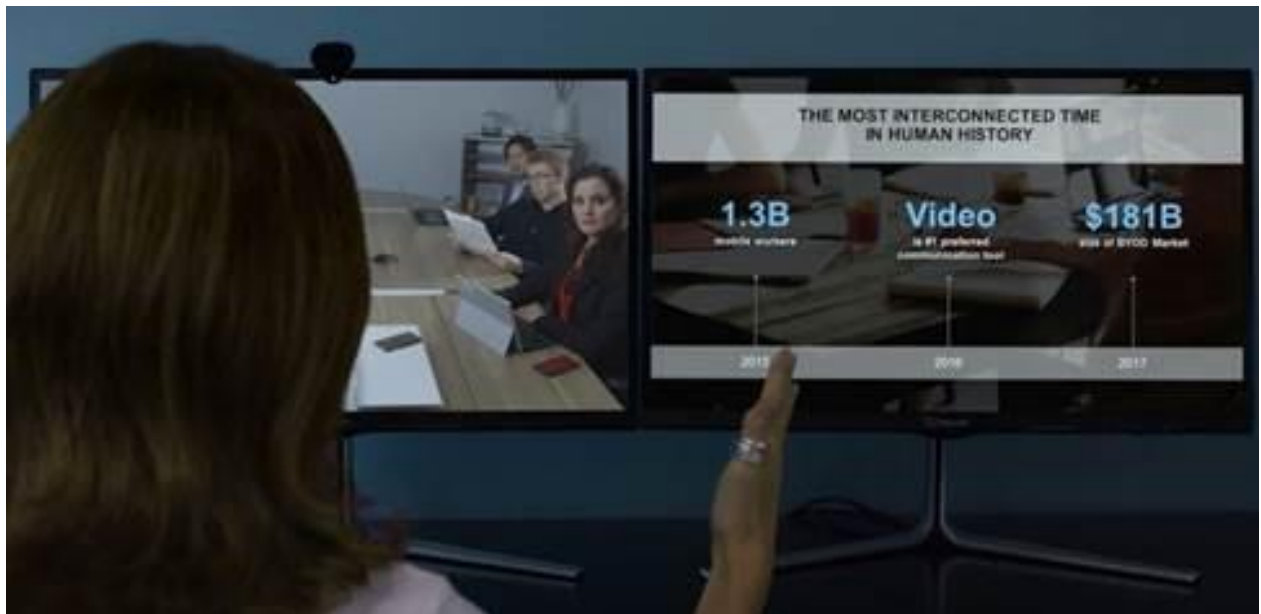 THE MOST INTERCONNECTED TIME
IN HUMAN HISTORY
1.3B
mobile workers
Video
is #1 preferred
communication tool
$181B
size of BYOD Market
2015
2016
2017